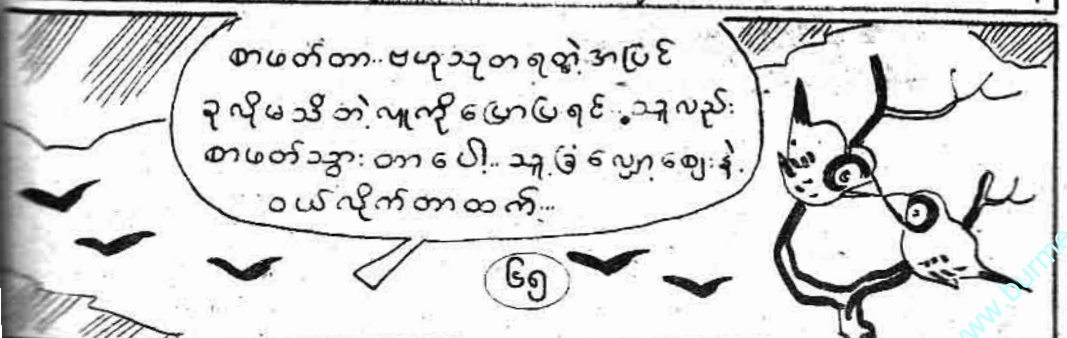 စာဖတ်တာ.. ဗဟုသုတ ရတဲ့အပြင်
ခုလိုမသိဘဲ လူကို ပြောပြရင်.. သူလည်း
စာဖတ်သွားတာပေါ့.. သူ့ခြံ လျှော့ဈေးနဲ့
ဝယ်လိုက်တာထက်...
၆၅